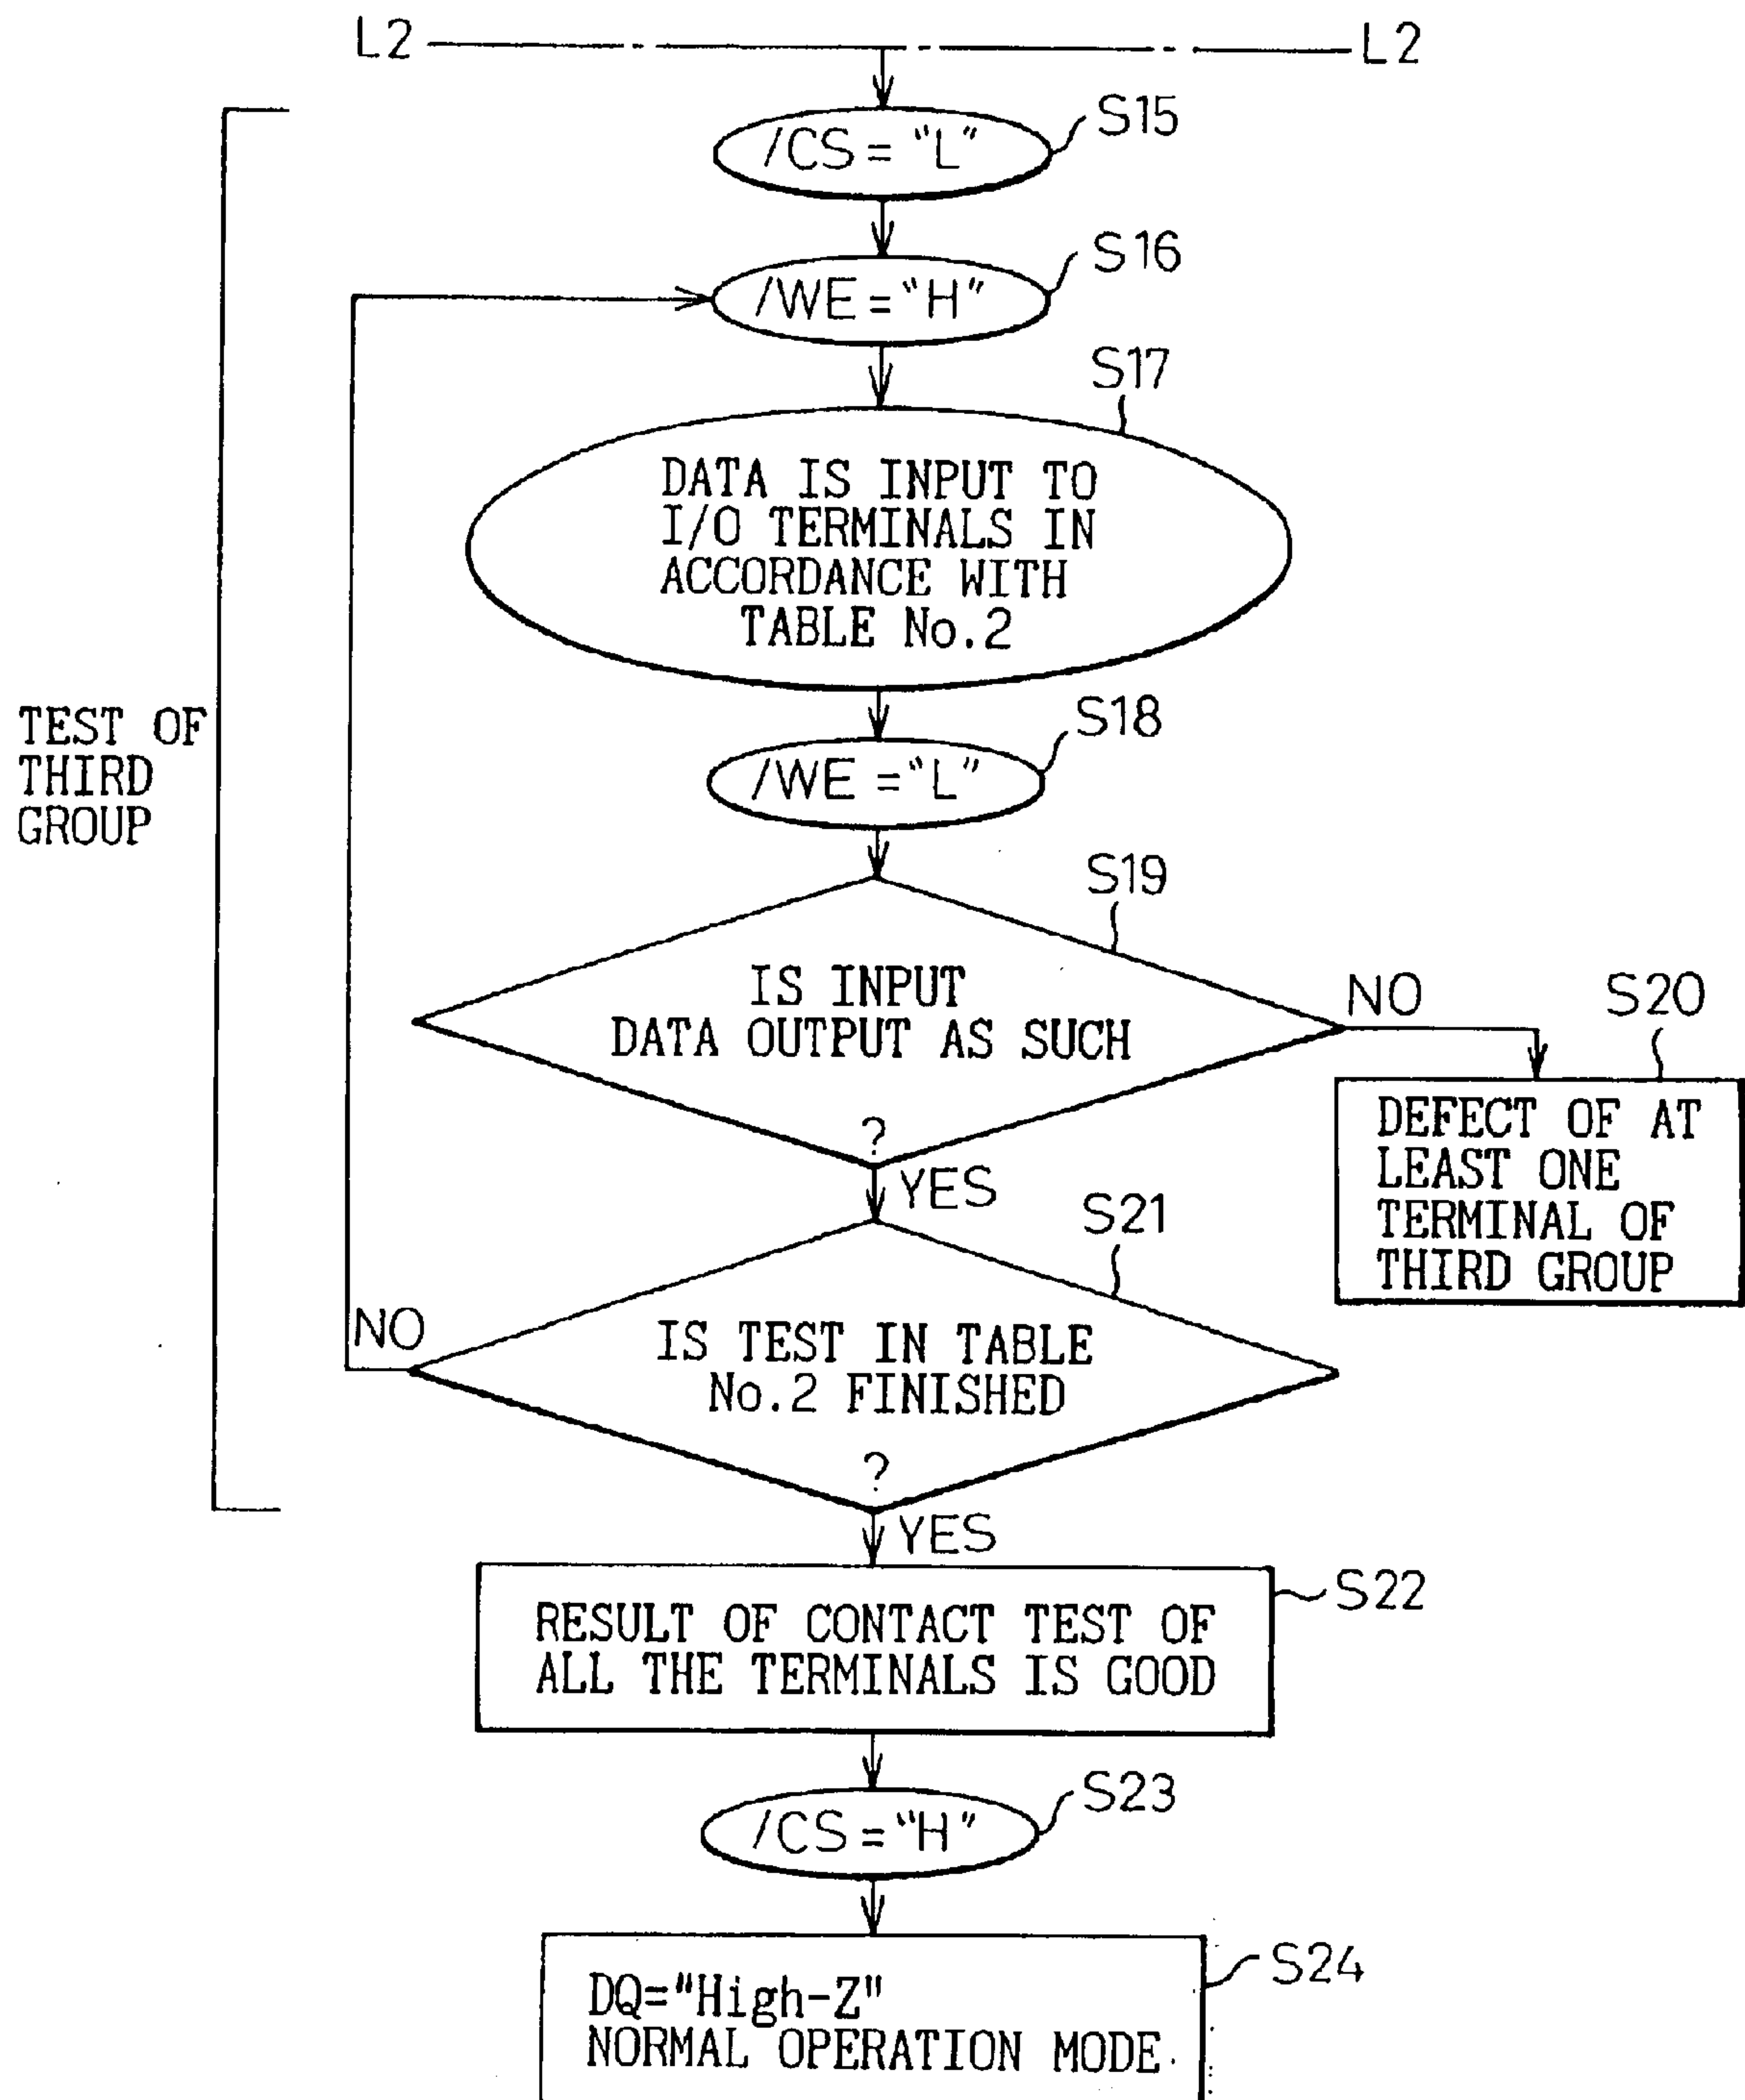 L2
L2
S15
/CS = "L"
S16
/WE = "H"
S17
DATA IS INPUT TO
I/O TERMINALS IN
ACCORDANCE WITH
TABLE No.2
S18
/WE = "L"
TEST OF
THIRD
GROUP
S19
IS INPUT
DATA OUTPUT AS SUCH
?
NO
S20
DEFECT OF AT
LEAST ONE
TERMINAL OF
THIRD GROUP
YES
S21
IS TEST IN TABLE
No.2 FINISHED
?
NO
YES
S22
RESULT OF CONTACT TEST OF
ALL THE TERMINALS IS GOOD
S23
/CS = "H"
S24
DQ="High-Z"
NORMAL OPERATION MODE